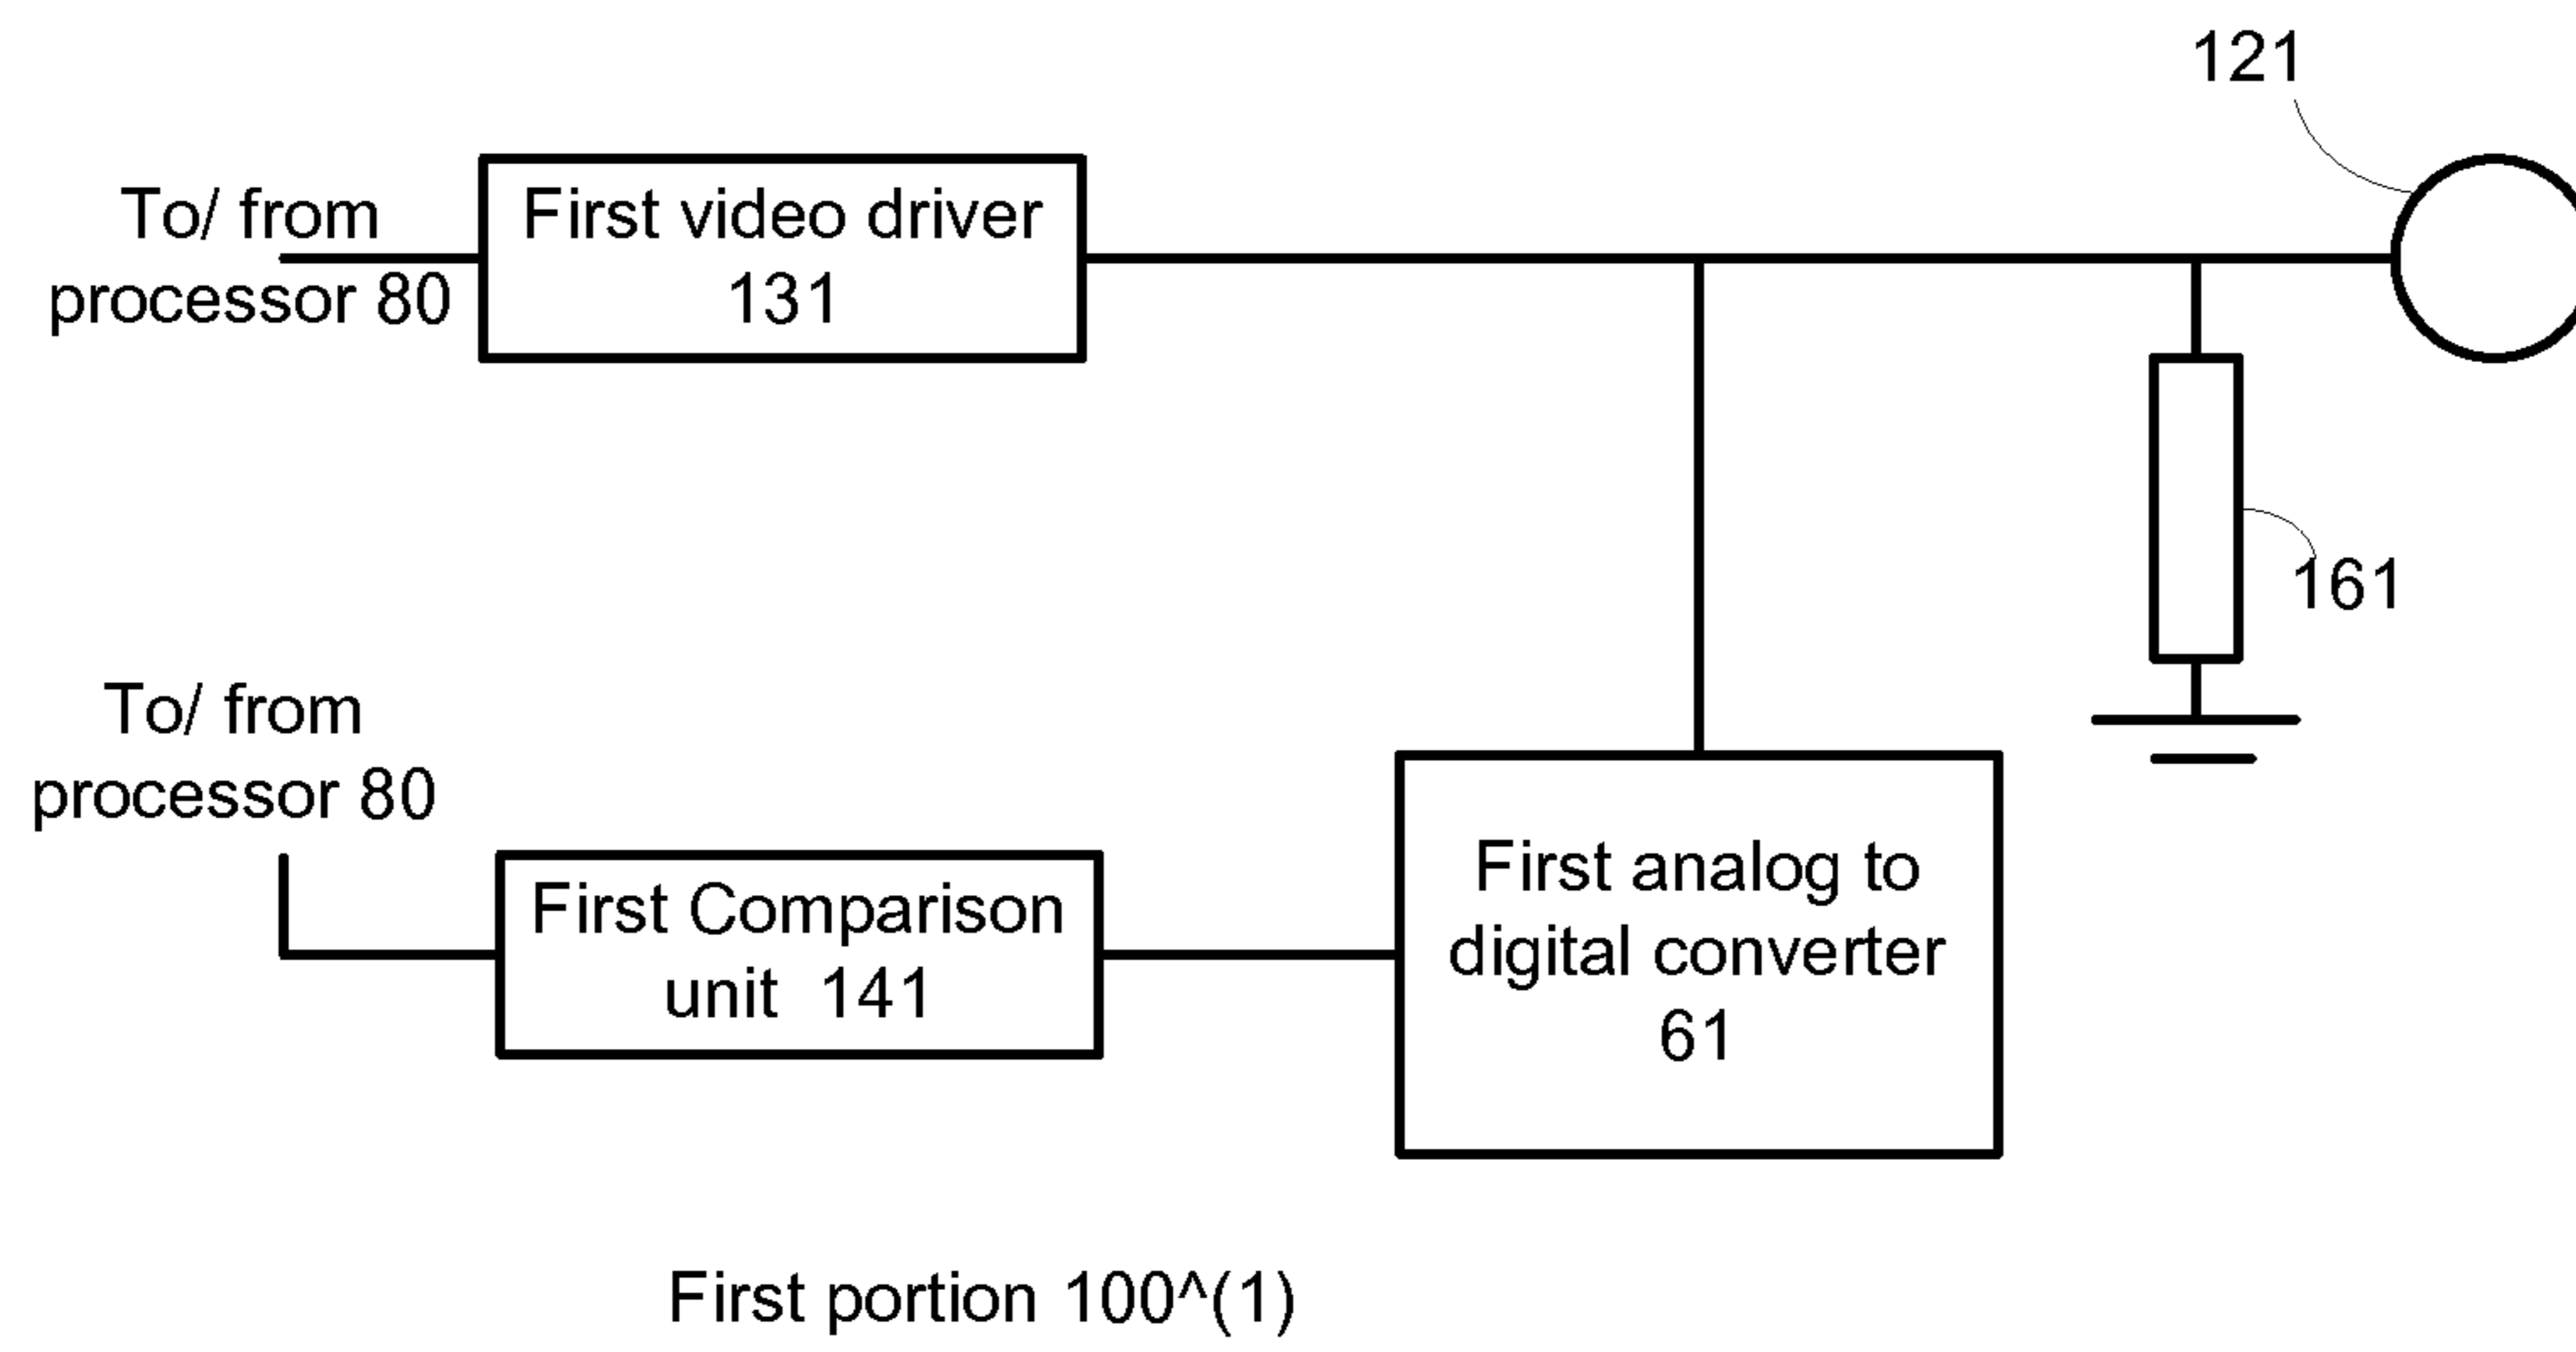 121
To/ from
processor 80
First video driver
131
161
To/ from
processor 80
First Comparison
unit 141
First analog to
digital converter
61
First portion 100^(1)